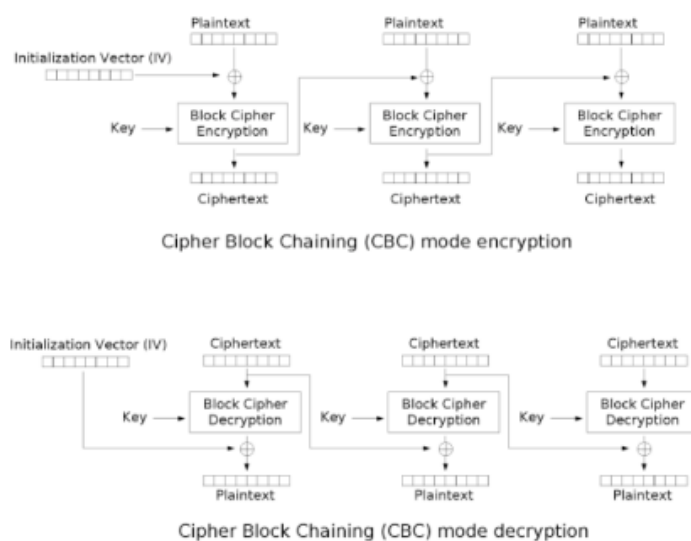 Plaintext Plaintext Plaintext
Initialization Vector (IV)
Key Block Cipher Encryption Key Block Cipher Encryption Key Block Cipher Encryption
Ciphertext Ciphertext Ciphertext
Cipher Block Chaining (CBC) mode encryption
Initialization Vector (IV) Ciphertext Ciphertext Ciphertext
Key Block Cipher Decryption Key Block Cipher Decryption Key Block Cipher Decryption
Plaintext Plaintext Plaintext
Cipher Block Chaining (CBC) mode decryption